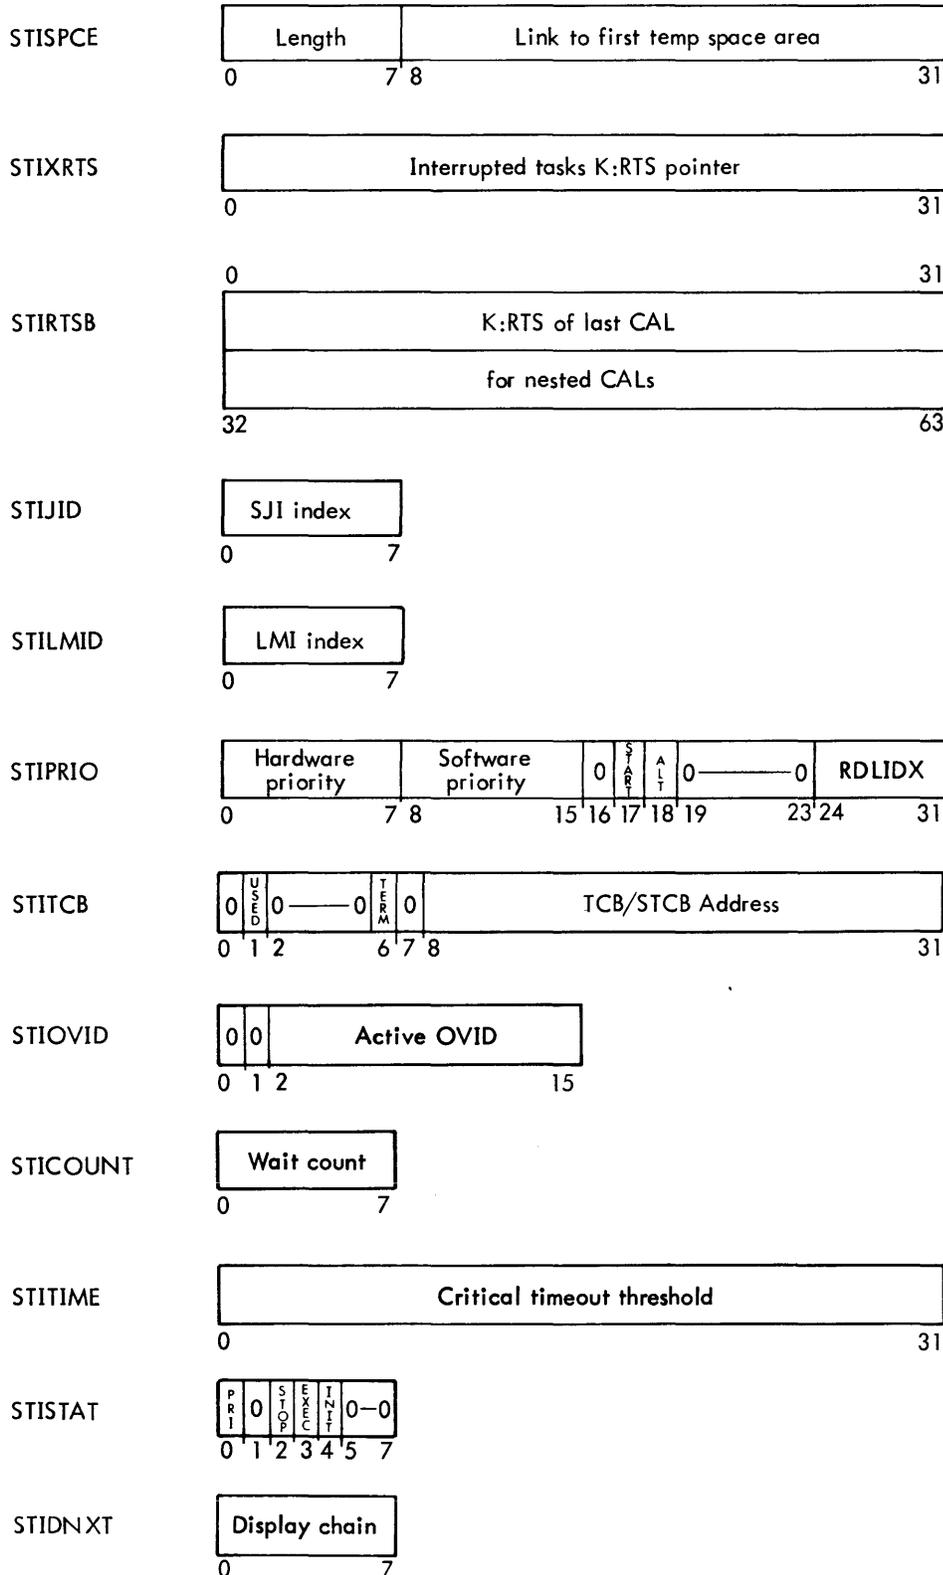 STISPCE Length Link to first temp space area
0 7 8 31
STIXRTS Interrupted tasks K:RTS pointer
0 31
0 31
STIRTSB K:RTS of last CAL
for nested CALs
32 63
STIJID SJI index
0 7
STILMID LMI index
0 7
STIPRIO Hardware priority Software priority 0 START ALT 0 0 RDLIDX
0 7 8 15 16 17 18 19 23 24 31
STITCB 0 USED 0 0 TERM 0 TCB/STCB Address
0 1 2 6 7 8 31
STIOVID 0 0 Active OVID
0 1 2 15
STICOUNT Wait count
0 7
STITIME Critical timeout threshold
0 31
STISTAT PRI 0 STOP EXEC INIT 0-0
0 1 2 3 4 5 7
STIDNXT Display chain
0 7